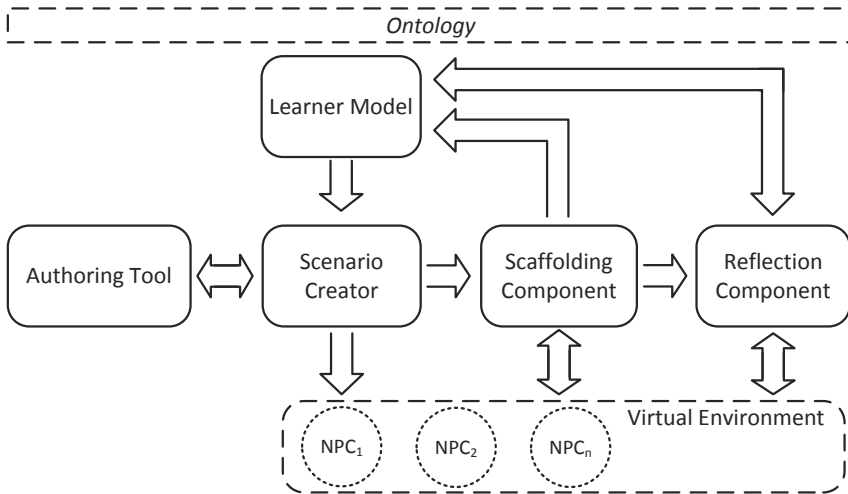 Ontology
Learner Model
Authoring Tool
Scenario
Creator
Scaffolding
Component
Reflection
Component
Virtual Environment
NPC₁
NPC₂
NPCₙ